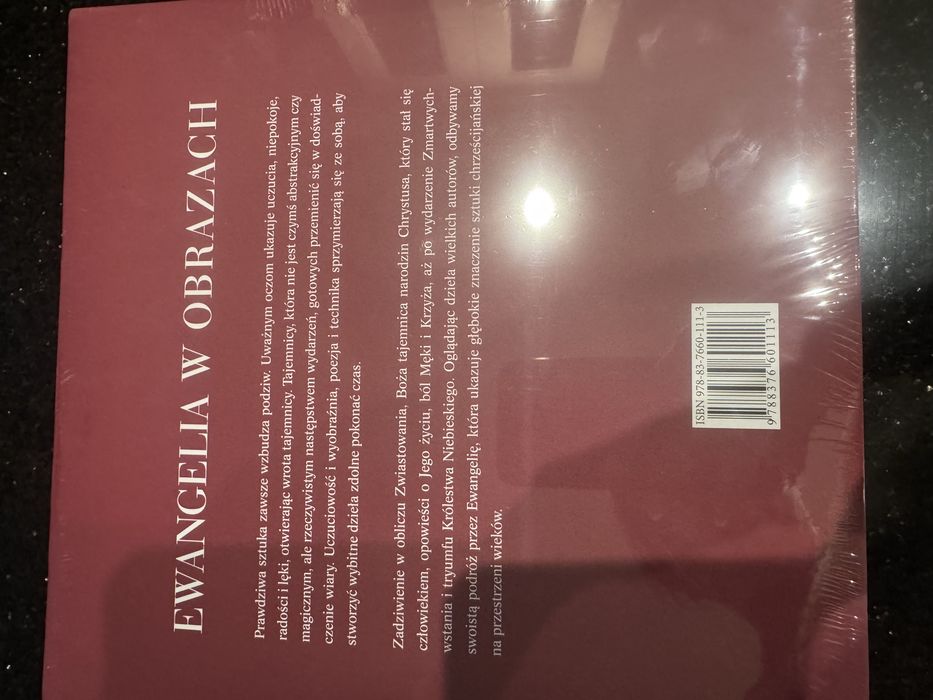 EWANGELIA W OBRAZACH
Prawdziwa sztuka zawsze wzbudza podziw. Uważnym oczom ukazuje uczucia, niepokoje,
radości i lęki, otwierając wrota tajemnicy. Tajemnicy, która nie jest czymś abstrakcyjnym czy
magicznym, ale rzeczywistym następstwem wydarzeń, gotowych przemienić się w doświad-
czenie wiary. Uczuciowość i wyobraźnia, poezja i technika sprzymierzają się ze sobą, aby
stworzyć wybitne dzieła zdolne pokonać czas.
Zadziwienie w obliczu Zwiastowania, Boża tajemnica narodzin Chrystusa, który stał się
człowiekiem, opowieści o Jego życiu, ból Męki i Krzyża, aż po wydarzenie Zmartwych-
wstania i tryumfu Królestwa Niebieskiego. Oglądając dzieła wielkich autorów, odbywamy
swoistą podróż przez Ewangelię, która ukazuje głębokie znaczenie sztuki chrześcijańskiej
na przestrzeni wieków.
ISBN 978-83-7660-111-3
9 788376 601113